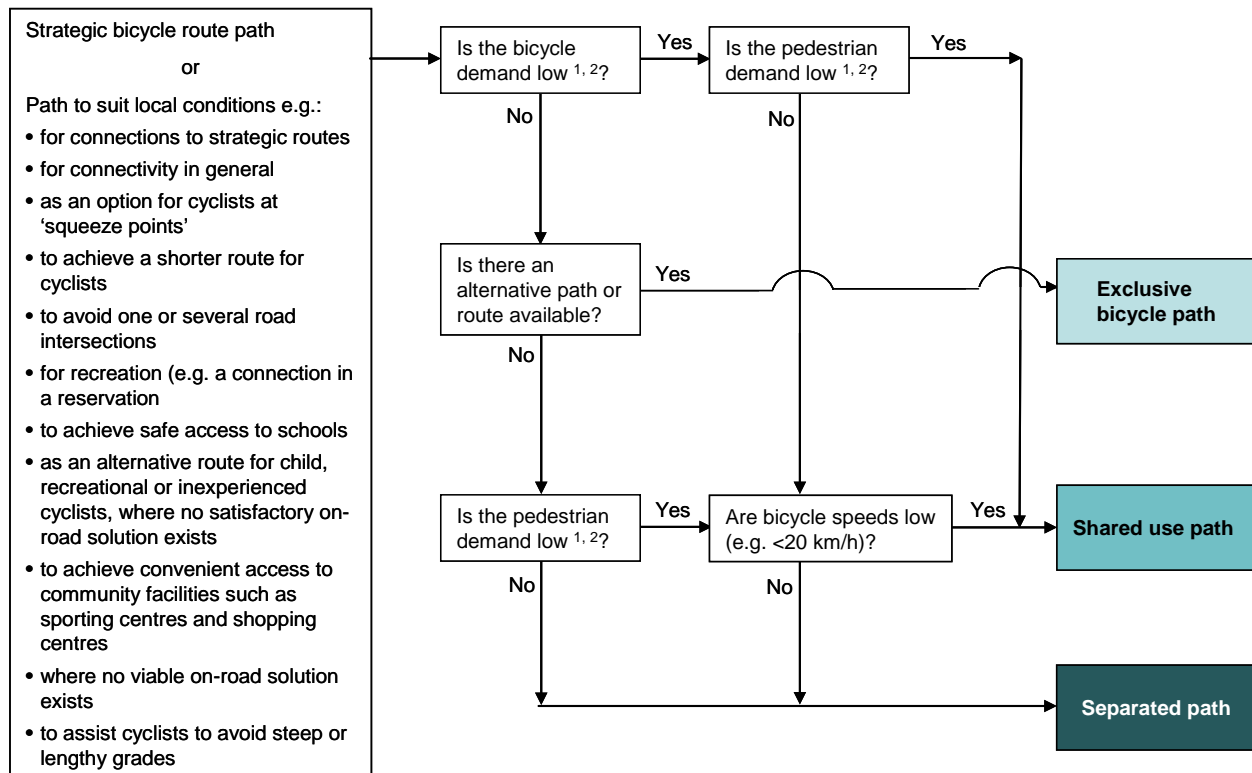 Strategic bicycle route path
or
Path to suit local conditions e.g.:
• for connections to strategic routes
• for connectivity in general
• as an option for cyclists at
‘squeeze points’
• to achieve a shorter route for
cyclists
• to avoid one or several road
intersections
• for recreation (e.g. a connection in
a reservation
• to achieve safe access to schools
• as an alternative route for child,
recreational or inexperienced
cyclists, where no satisfactory on-
road solution exists
• to achieve convenient access to
community facilities such as
sporting centres and shopping
centres
• where no viable on-road solution
exists
• to assist cyclists to avoid steep or
lengthy grades
Is the bicycle
demand low 1, 2?
Yes
Is the pedestrian
demand low 1, 2?
Yes
No
No
Is there an
alternative path or
route available?
Yes
Exclusive
bicycle path
No
Is the pedestrian
demand low 1, 2?
Yes
Are bicycle speeds low
(e.g. <20 km/h)?
Yes
Shared use path
No
No
Separated path